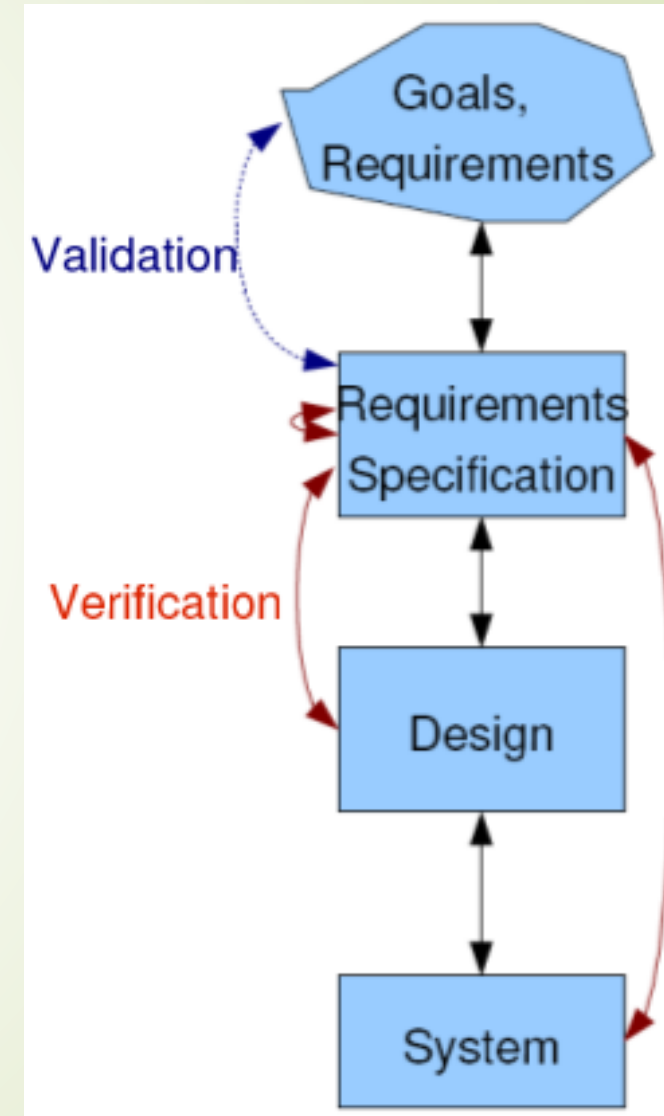 Goals,
Requirements
Validation
Requirements
Specification
Verification
Design
System